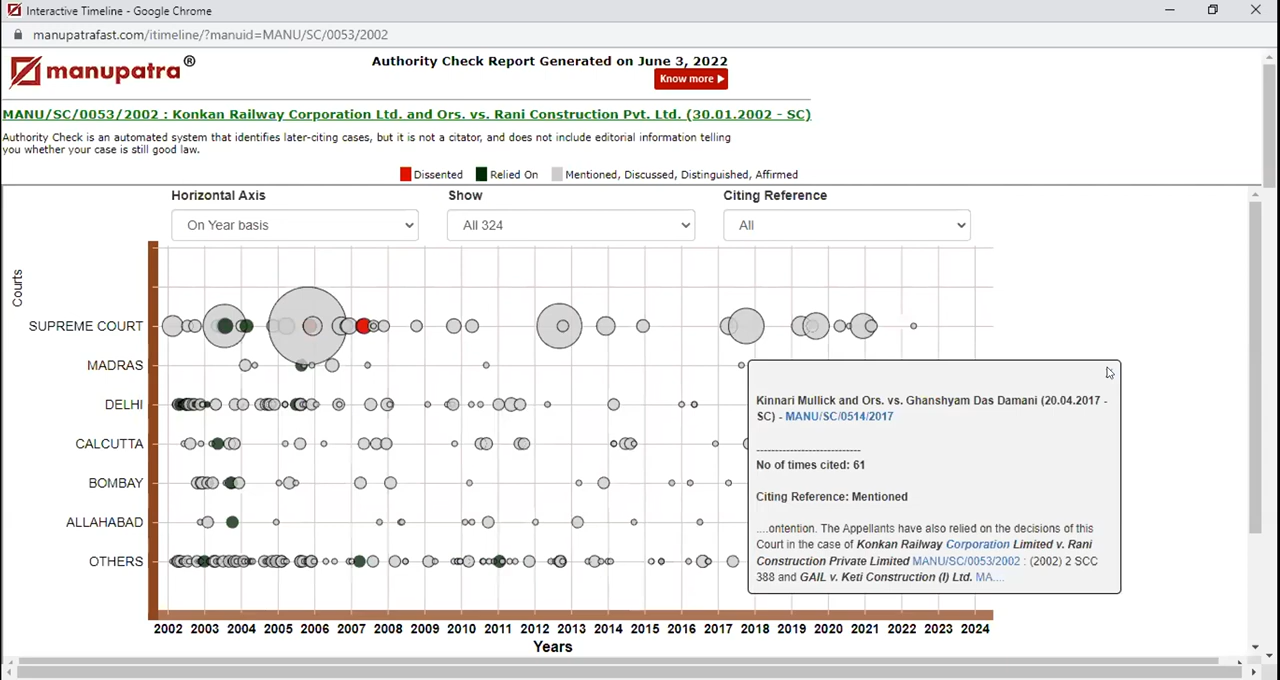 Interactive Timeline - Google Chrome
manupatrafast.com/itimeline/?manuid=MANU/SC/0053/2002
manupatra®
Authority Check Report Generated on June 3, 2022
Know more
MANU/SC/0053/2002 : Konkan Railway Corporation Ltd. and Ors. vs. Rani Construction Pvt. Ltd. (30.01.2002 - SC)
Authority Check is an automated system that identifies later-citing cases, but it is not a citator, and does not include editorial information telling
you whether your case is still good law.
Dissented Relied On Mentioned, Discussed, Distinguished, Affirmed
Horizontal Axis Show Citing Reference
On Year basis All 324 All
Courts
SUPREME COURT
MADRAS
DELHI
CALCUTTA
BOMBAY
ALLAHABAD
OTHERS
Kinnari Mullick and Ors. vs. Ghanshyam Das Damani (20.04.2017 -
SC) - MANU/SC/0514/2017
----------------------------
No of times cited: 61
Citing Reference: Mentioned
....ontention. The Appellants have also relied on the decisions of this
Court in the case of Konkan Railway Corporation Limited v. Rani
Construction Private Limited MANU/SC/0053/2002 : (2002) 2 SCC
388 and GAIL v. Keti Construction (I) Ltd. MA....
2002 2003 2004 2005 2006 2007 2008 2009 2010 2011 2012 2013 2014 2015 2016 2017 2018 2019 2020 2021 2022 2023 2024
Years